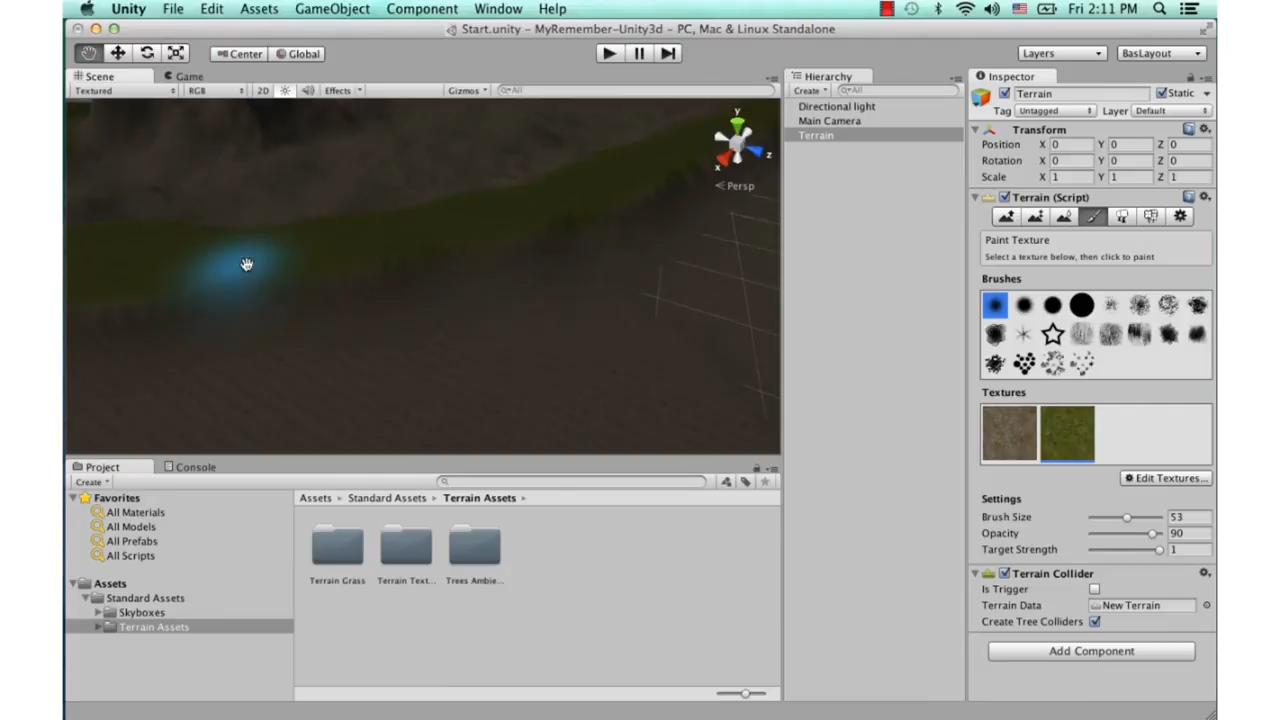 Unity File Edit Assets GameObject Component Window Help Fri 2:11 PM
Start.unity - MyRemember-Unity3d - PC, Mac & Linux Standalone
Center Global Layers BasLayout
Scene Game
Textured RGB 2D Effects Gizmos All
y
z
x
Persp
Hierarchy
Create All
Directional light
Main Camera
Terrain
Inspector
Terrain Static
Tag Untagged Layer Default
Transform
Position X 0 Y 0 Z 0
Rotation X 0 Y 0 Z 0
Scale X 1 Y 1 Z 1
Terrain (Script)
Paint Texture
Select a texture below, then click to paint
Brushes
Textures
Edit Textures...
Settings
Brush Size 53
Opacity 90
Target Strength 1
Terrain Collider
Is Trigger
Terrain Data New Terrain
Create Tree Colliders
Add Component
Project Console
Create
Favorites
All Materials
All Models
All Prefabs
All Scripts
Assets
Standard Assets
Skyboxes
Terrain Assets
Assets Standard Assets Terrain Assets
Terrain Grass Terrain Text... Trees Ambie...